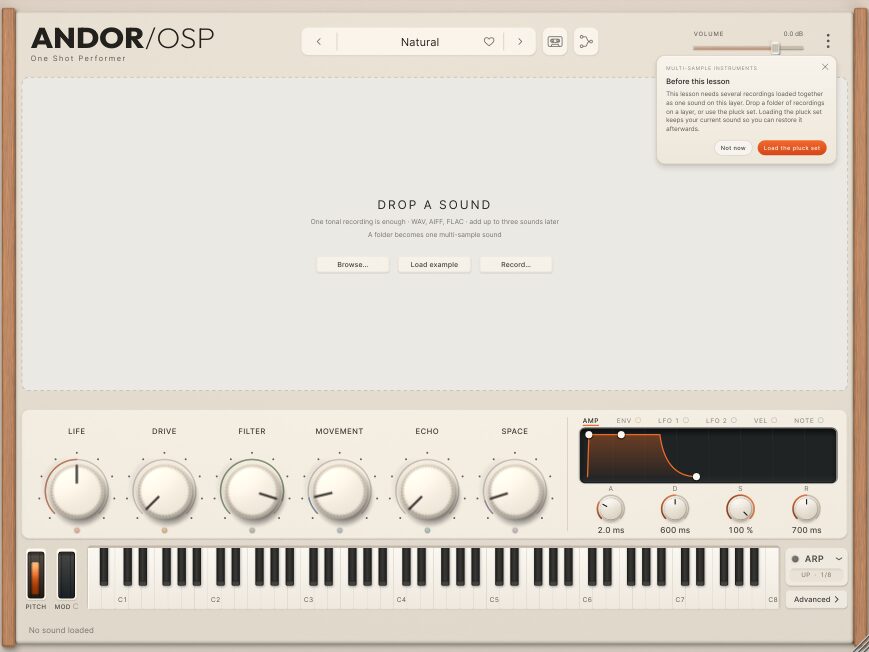 ANDOR/OSP
One Shot Performer
Natural
VOLUME 0.0 dB
MULTI-SAMPLE INSTRUMENTS
Before this lesson
This lesson needs several recordings loaded together
as one sound on this layer. Drop a folder of recordings
on a layer, or use the pluck set. Loading the pluck set
keeps your current sound so you can restore it
afterwards.
Not now Load the pluck set
DROP A SOUND
One tonal recording is enough · WAV, AIFF, FLAC · add up to three sounds later
A folder becomes one multi-sample sound
Browse... Load example Record...
LIFE DRIVE FILTER MOVEMENT ECHO SPACE
AMP ENV LFO 1 LFO 2 VEL NOTE
A D S R
2.0 ms 600 ms 100 % 700 ms
PITCH MOD
C1 C2 C3 C4 C5 C6 C7 C8
ARP
UP · 1/8
Advanced
No sound loaded